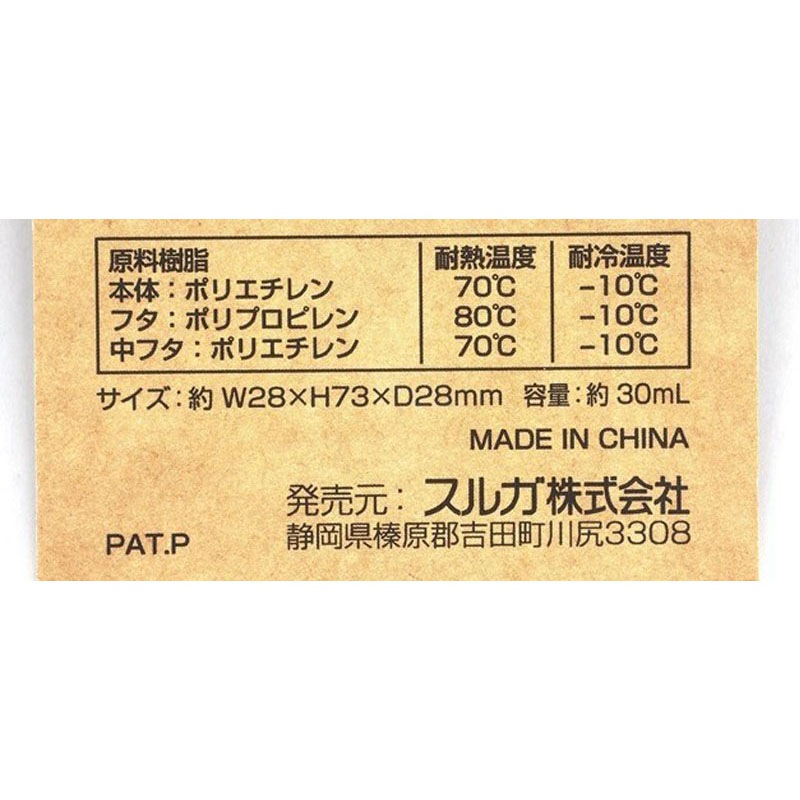 原料樹脂 耐熱温度 耐冷温度
本体：ポリエチレン 70℃ −10℃
フタ：ポリプロピレン 80℃ −10℃
中フタ：ポリエチレン 70℃ −10℃
サイズ：約 W28×H73×D28mm 容量：約 30mL
MADE IN CHINA
発売元：スルガ株式会社
PAT.P 静岡県榛原郡吉田町川尻3308